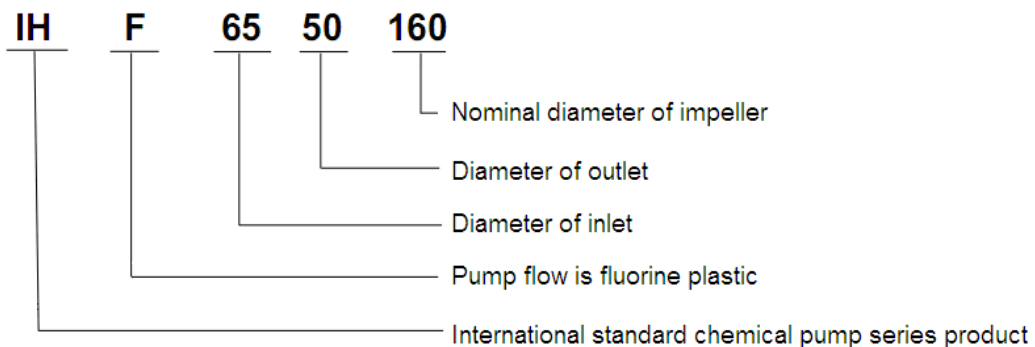 IH F 65 50 160
Nominal diameter of impeller
Diameter of outlet
Diameter of inlet
Pump flow is fluorine plastic
International standard chemical pump series product